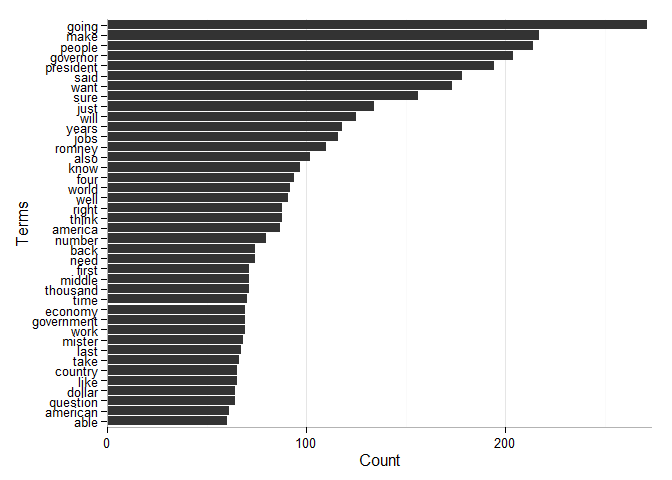 going
make
people
governor
president
said
want
sure
just
will
years
jobs
romney
also
know
four
world
well
right
think
america
number
back
need
first
middle
thousand
time
economy
government
work
mister
last
take
country
like
dollar
question
american
able
Terms
0 100 200
Count